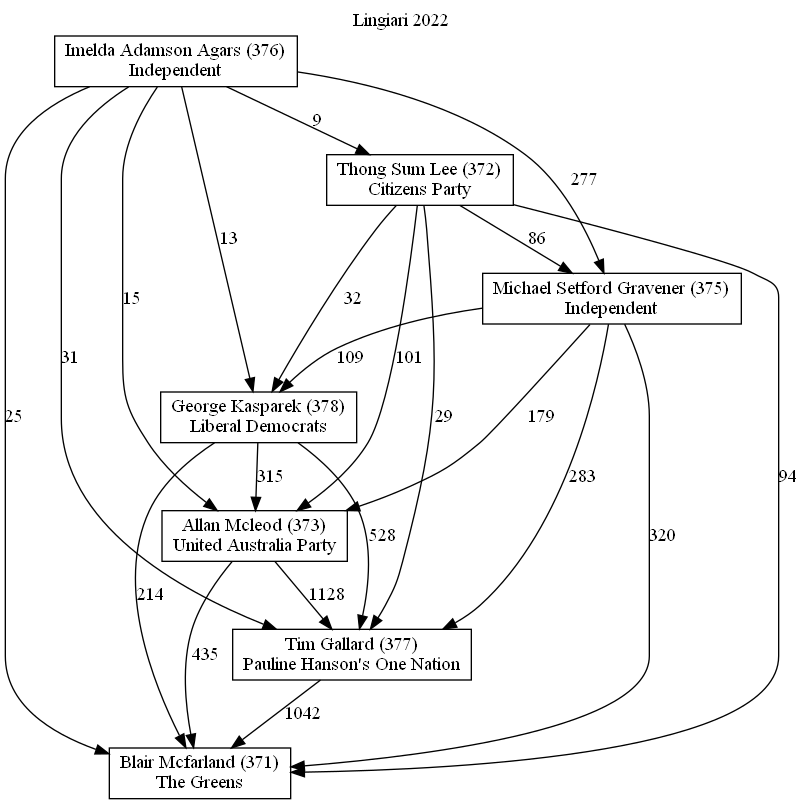 Lingiari 2022
Imelda Adamson Agars (376)
Independent
9
Thong Sum Lee (372)
Citizens Party
277
13
86
Michael Setford Gravener (375)
Independent
15
32
31
109
101
George Kasparek (378)
Liberal Democrats
25
29
179
315
283
94
Allan Mcleod (373)
United Australia Party
528
320
214
1128
Tim Gallard (377)
Pauline Hanson's One Nation
435
1042
Blair Mcfarland (371)
The Greens